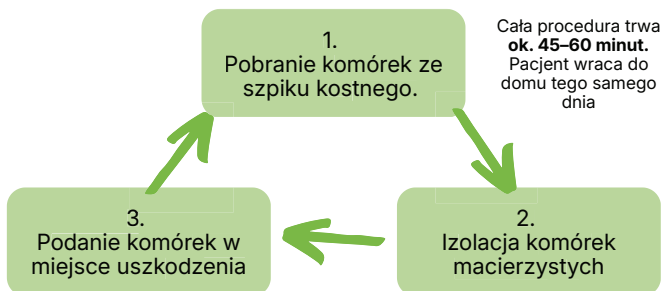 1.
Pobranie komórek ze
szpiku kostnego.
Cała procedura trwa
ok. 45–60 minut.
Pacjent wraca do
domu tego samego
dnia
2.
Izolacja komórek
macierzystych
3.
Podanie komórek w
miejsce uszkodzenia